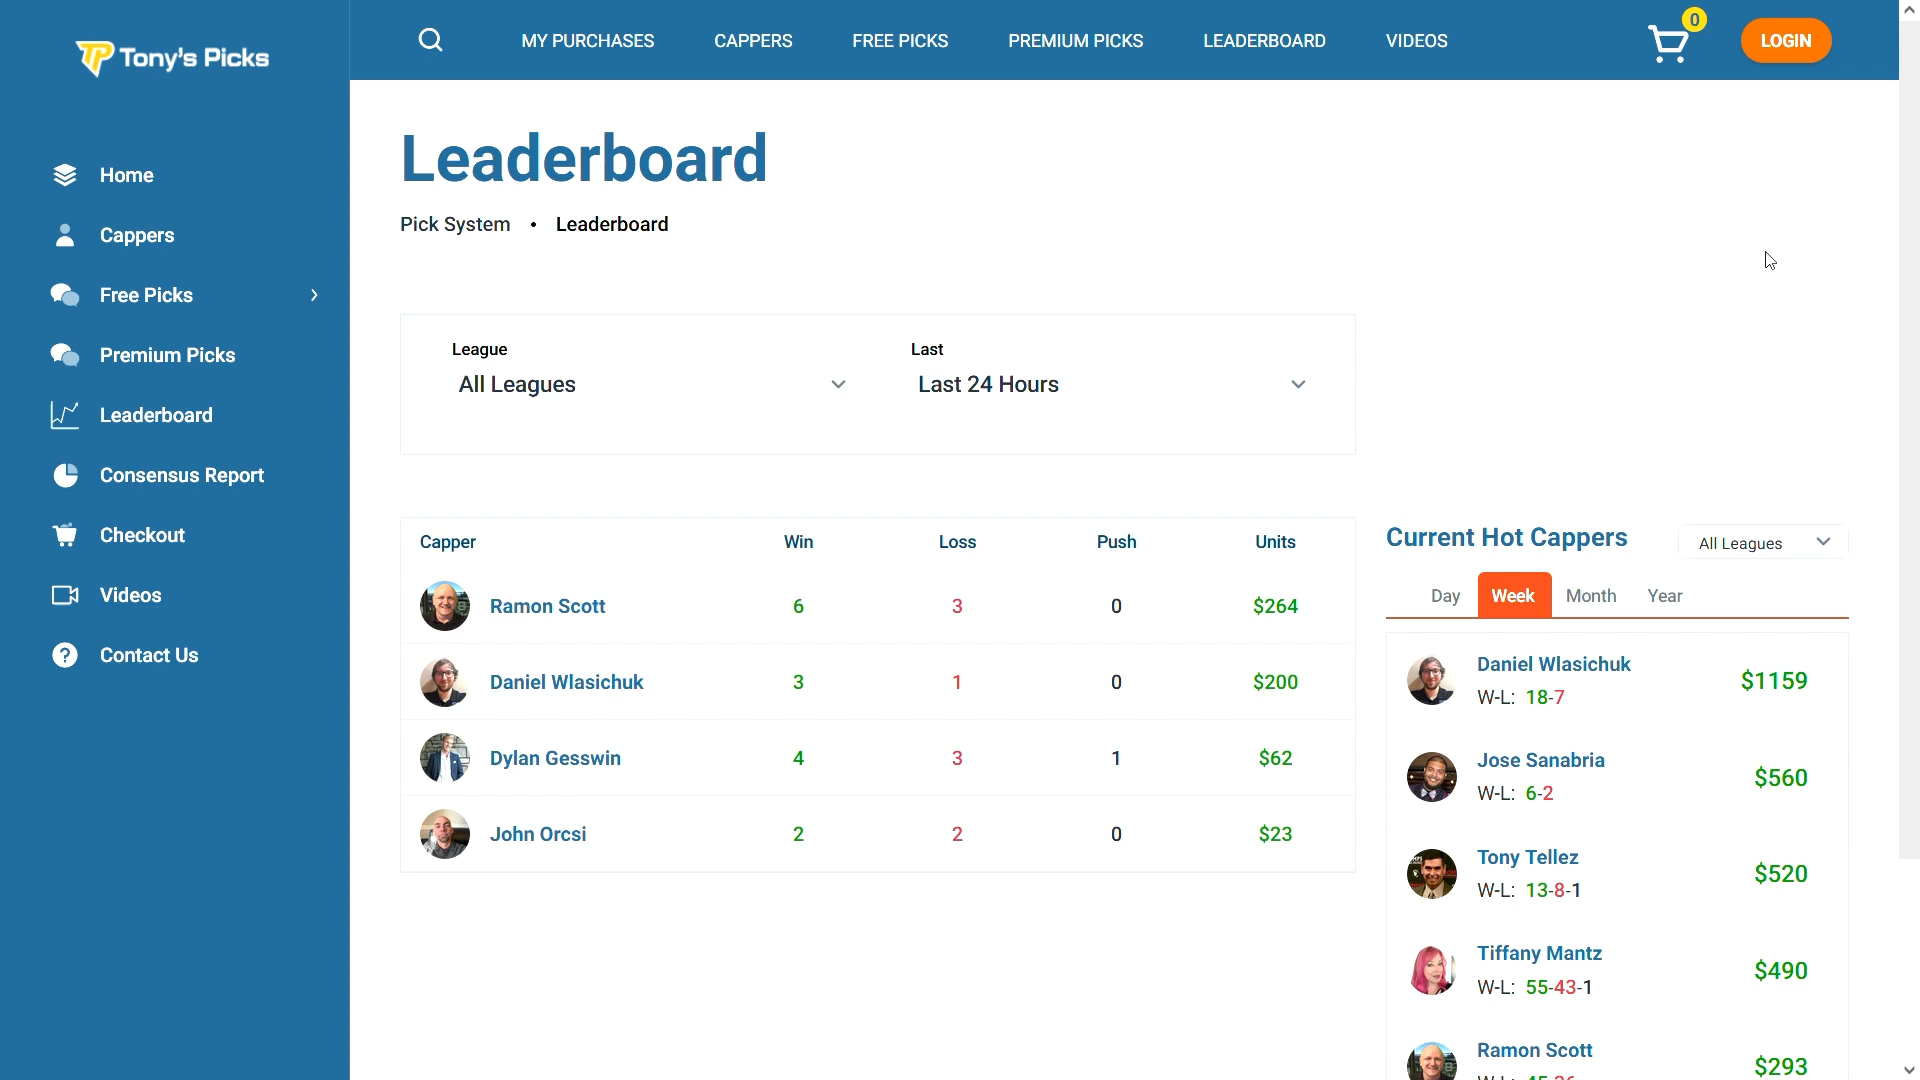 Tony's Picks
Home
Cappers
Free Picks
Premium Picks
Leaderboard
Consensus Report
Checkout
Videos
Contact Us
MY PURCHASES CAPPERS FREE PICKS PREMIUM PICKS LEADERBOARD VIDEOS 0 LOGIN
Leaderboard
Pick System • Leaderboard
League Last
All Leagues Last 24 Hours
Capper Win Loss Push Units
Ramon Scott 6 3 0 $264
Daniel Wlasichuk 3 1 0 $200
Dylan Gesswin 4 3 1 $62
John Orcsi 2 2 0 $23
Current Hot Cappers All Leagues
Day Week Month Year
Daniel Wlasichuk
W-L: 18-7 $1159
Jose Sanabria
W-L: 6-2 $560
Tony Tellez
W-L: 13-8-1 $520
Tiffany Mantz
W-L: 55-43-1 $490
Ramon Scott
$293